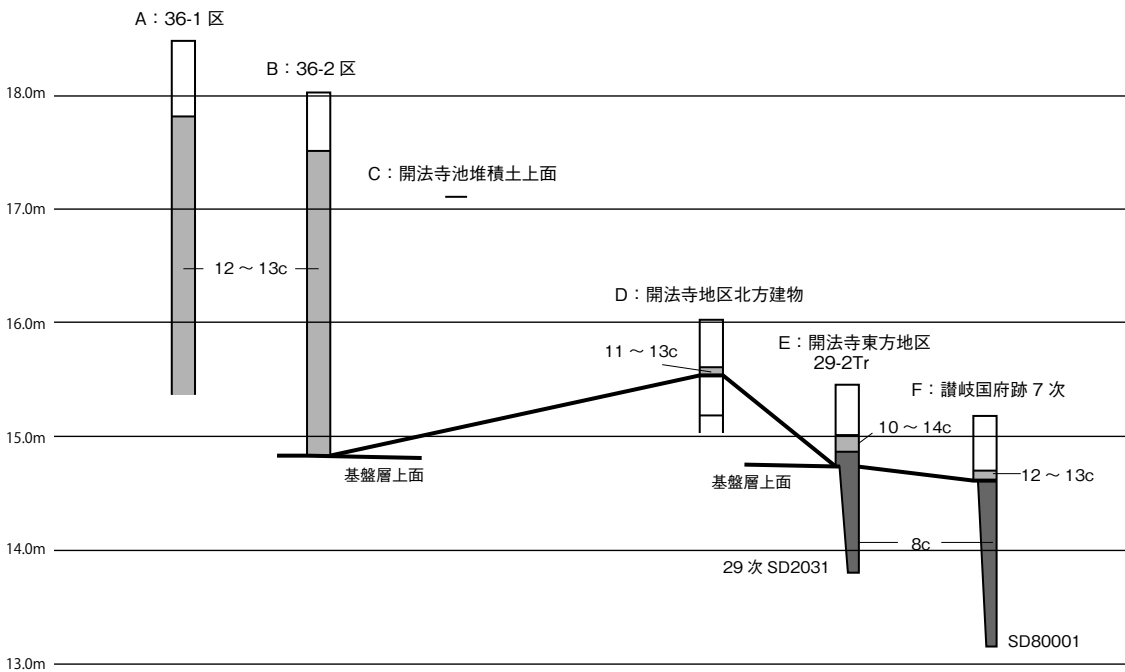 A：36-1 区
B：36-2 区
18.0m
C：開法寺池堆積土上面
17.0m
12 ～ 13c
D：開法寺地区北方建物
16.0m
E：開法寺東方地区
29-2Tr
11 ～ 13c
F：讃岐国府跡 7 次
15.0m
10 ～ 14c
基盤層上面
基盤層上面
12 ～ 13c
14.0m
8c
29 次 SD2031
SD80001
13.0m